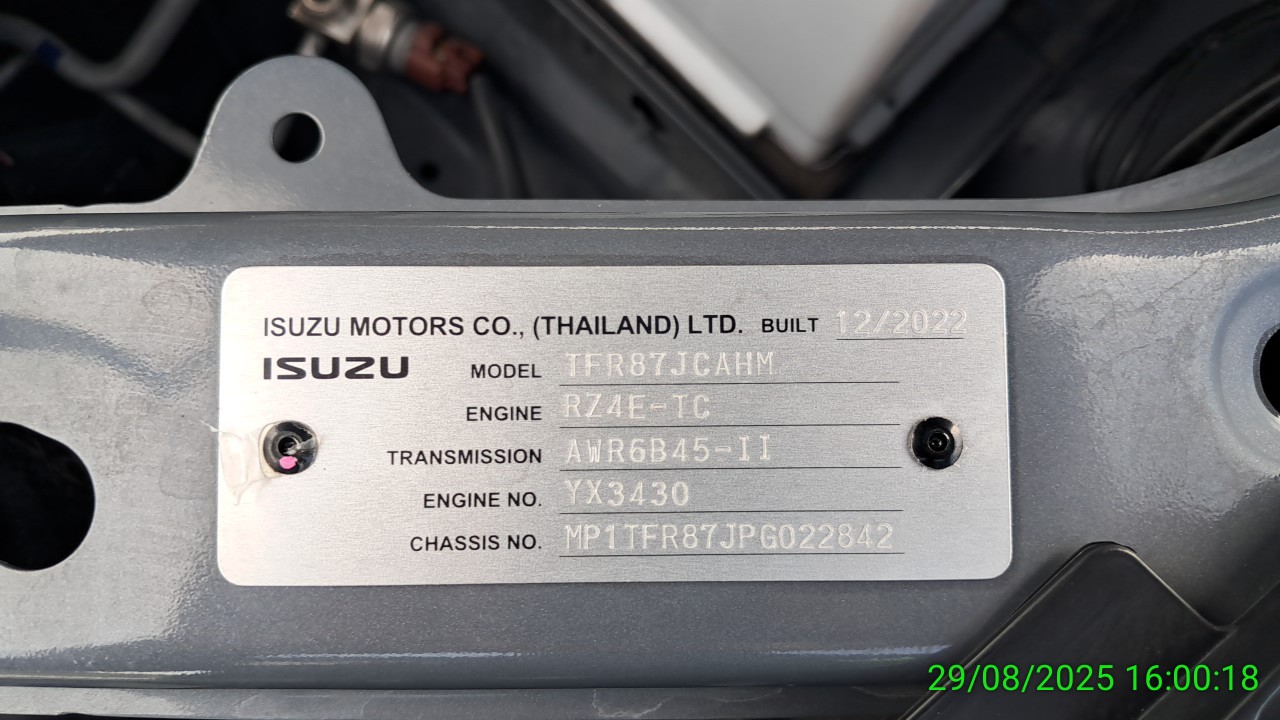 ISUZU MOTORS CO., (THAILAND) LTD. BUILT 12/2022
ISUZU MODEL TFR87JCAHM
ENGINE RZ4E-TC
TRANSMISSION AWR6B45-II
ENGINE NO. YX3430
CHASSIS NO. MP1TFR87JPG022842
29/08/2025 16:00:18